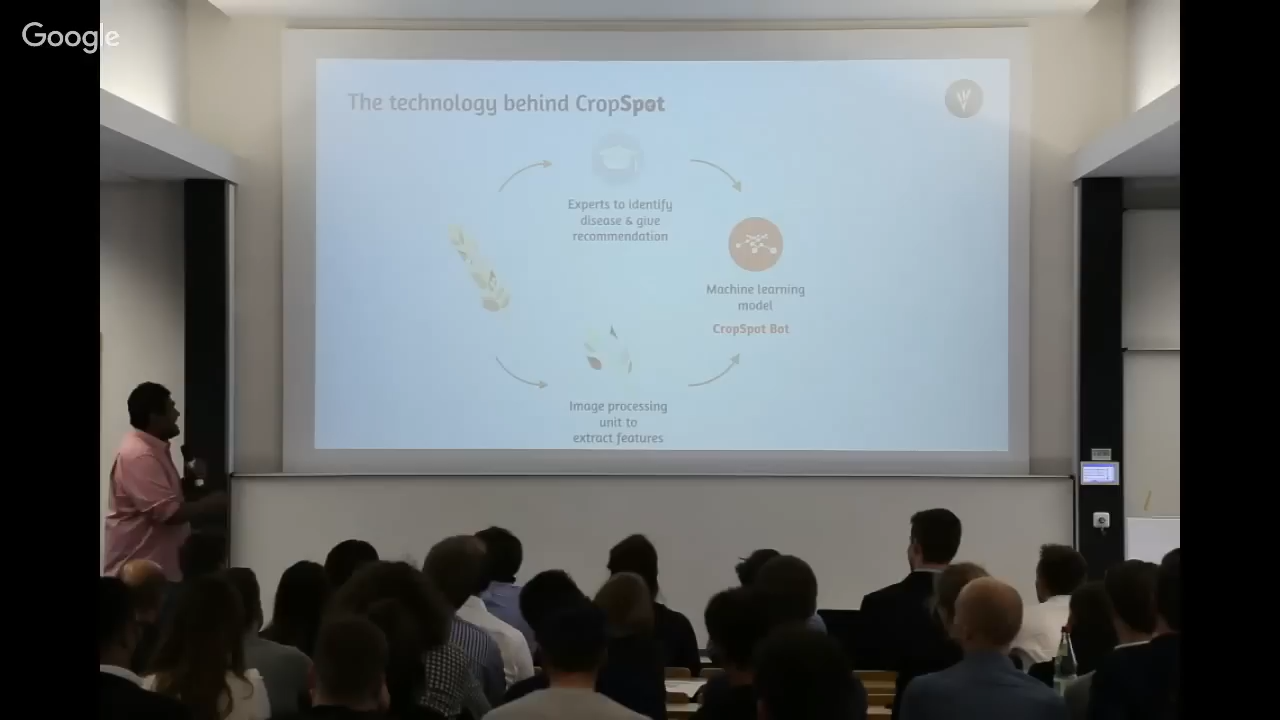 Google
The technology behind CropSpot
Experts to identify
disease & give
recommendation
Machine learning
model
CropSpot Bot
Image processing
unit to
extract features